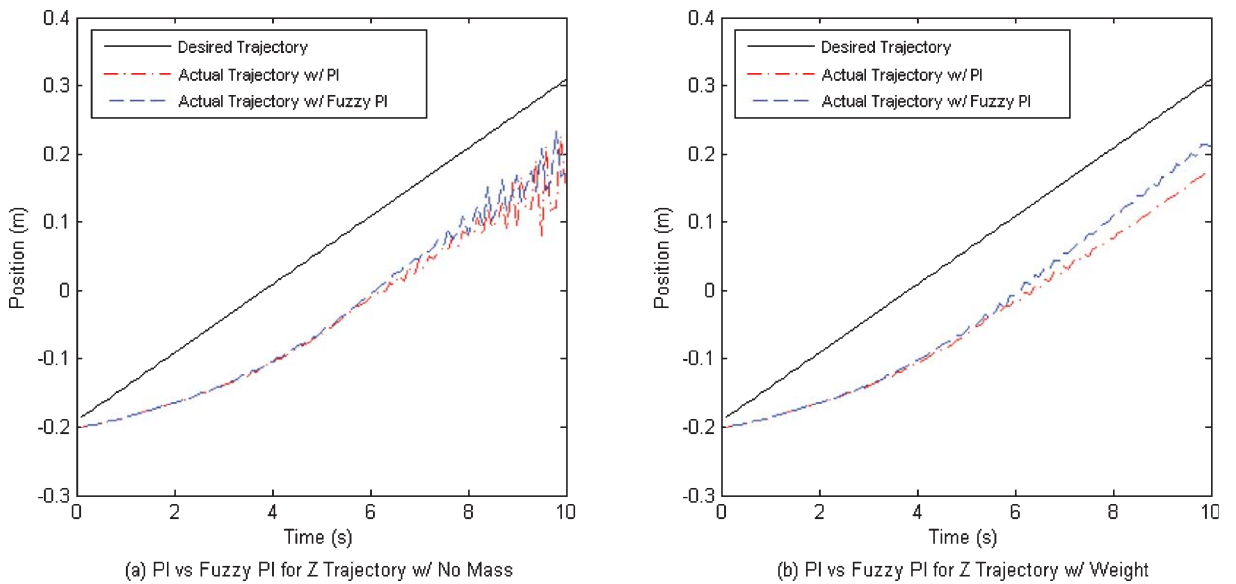 0.4
0.3
0.2
0.1
0
-0.1
-0.2
-0.3
Position (m)
Desired Trajectory
Actual Trajectory w/ PI
Actual Trajectory w/ Fuzzy PI
0 2 4 6 8 10
Time (s)
(a) PI vs Fuzzy PI for Z Trajectory w/ No Mass
0.4
0.3
0.2
0.1
0
-0.1
-0.2
-0.3
Position (m)
Desired Trajectory
Actual Trajectory w/ PI
Actual Trajectory w/ Fuzzy PI
0 2 4 6 8 10
Time (s)
(b) PI vs Fuzzy PI for Z Trajectory w/ Weight